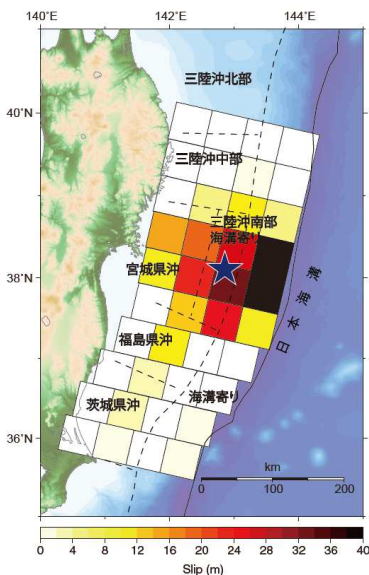 140°E 142°E 144°E
三陸沖北部
40°N
三陸沖中部
三陸沖南部
海溝寄り
38°N
宮城県沖
日本海溝
福島県沖
海溝寄り
茨城県沖
36°N
km
0 100 200
0 4 8 12 16 20 24 28 32 36 40
Slip (m)